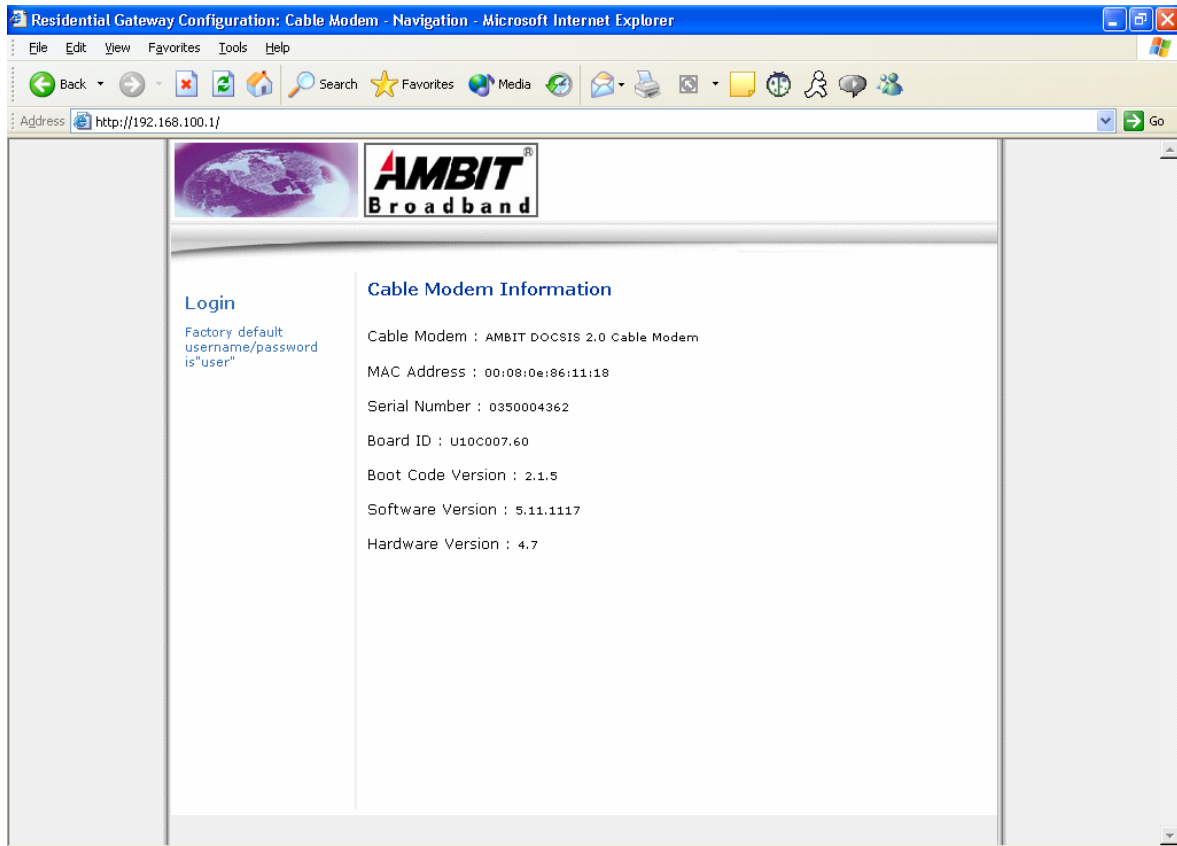 Residential Gateway Configuration: Cable Modem - Navigation - Microsoft Internet Explorer
File Edit View Favorites Tools Help
Back Search Favorites Media
Address http://192.168.100.1/ Go
AMBIT®
Broadband
Login
Factory default
username/password
is"user"
Cable Modem Information
Cable Modem : AMBIT DOCSIS 2.0 Cable Modem
MAC Address : 00:08:0e:86:11:18
Serial Number : 0350004362
Board ID : U10C007.60
Boot Code Version : 2.1.5
Software Version : 5.11.1117
Hardware Version : 4.7